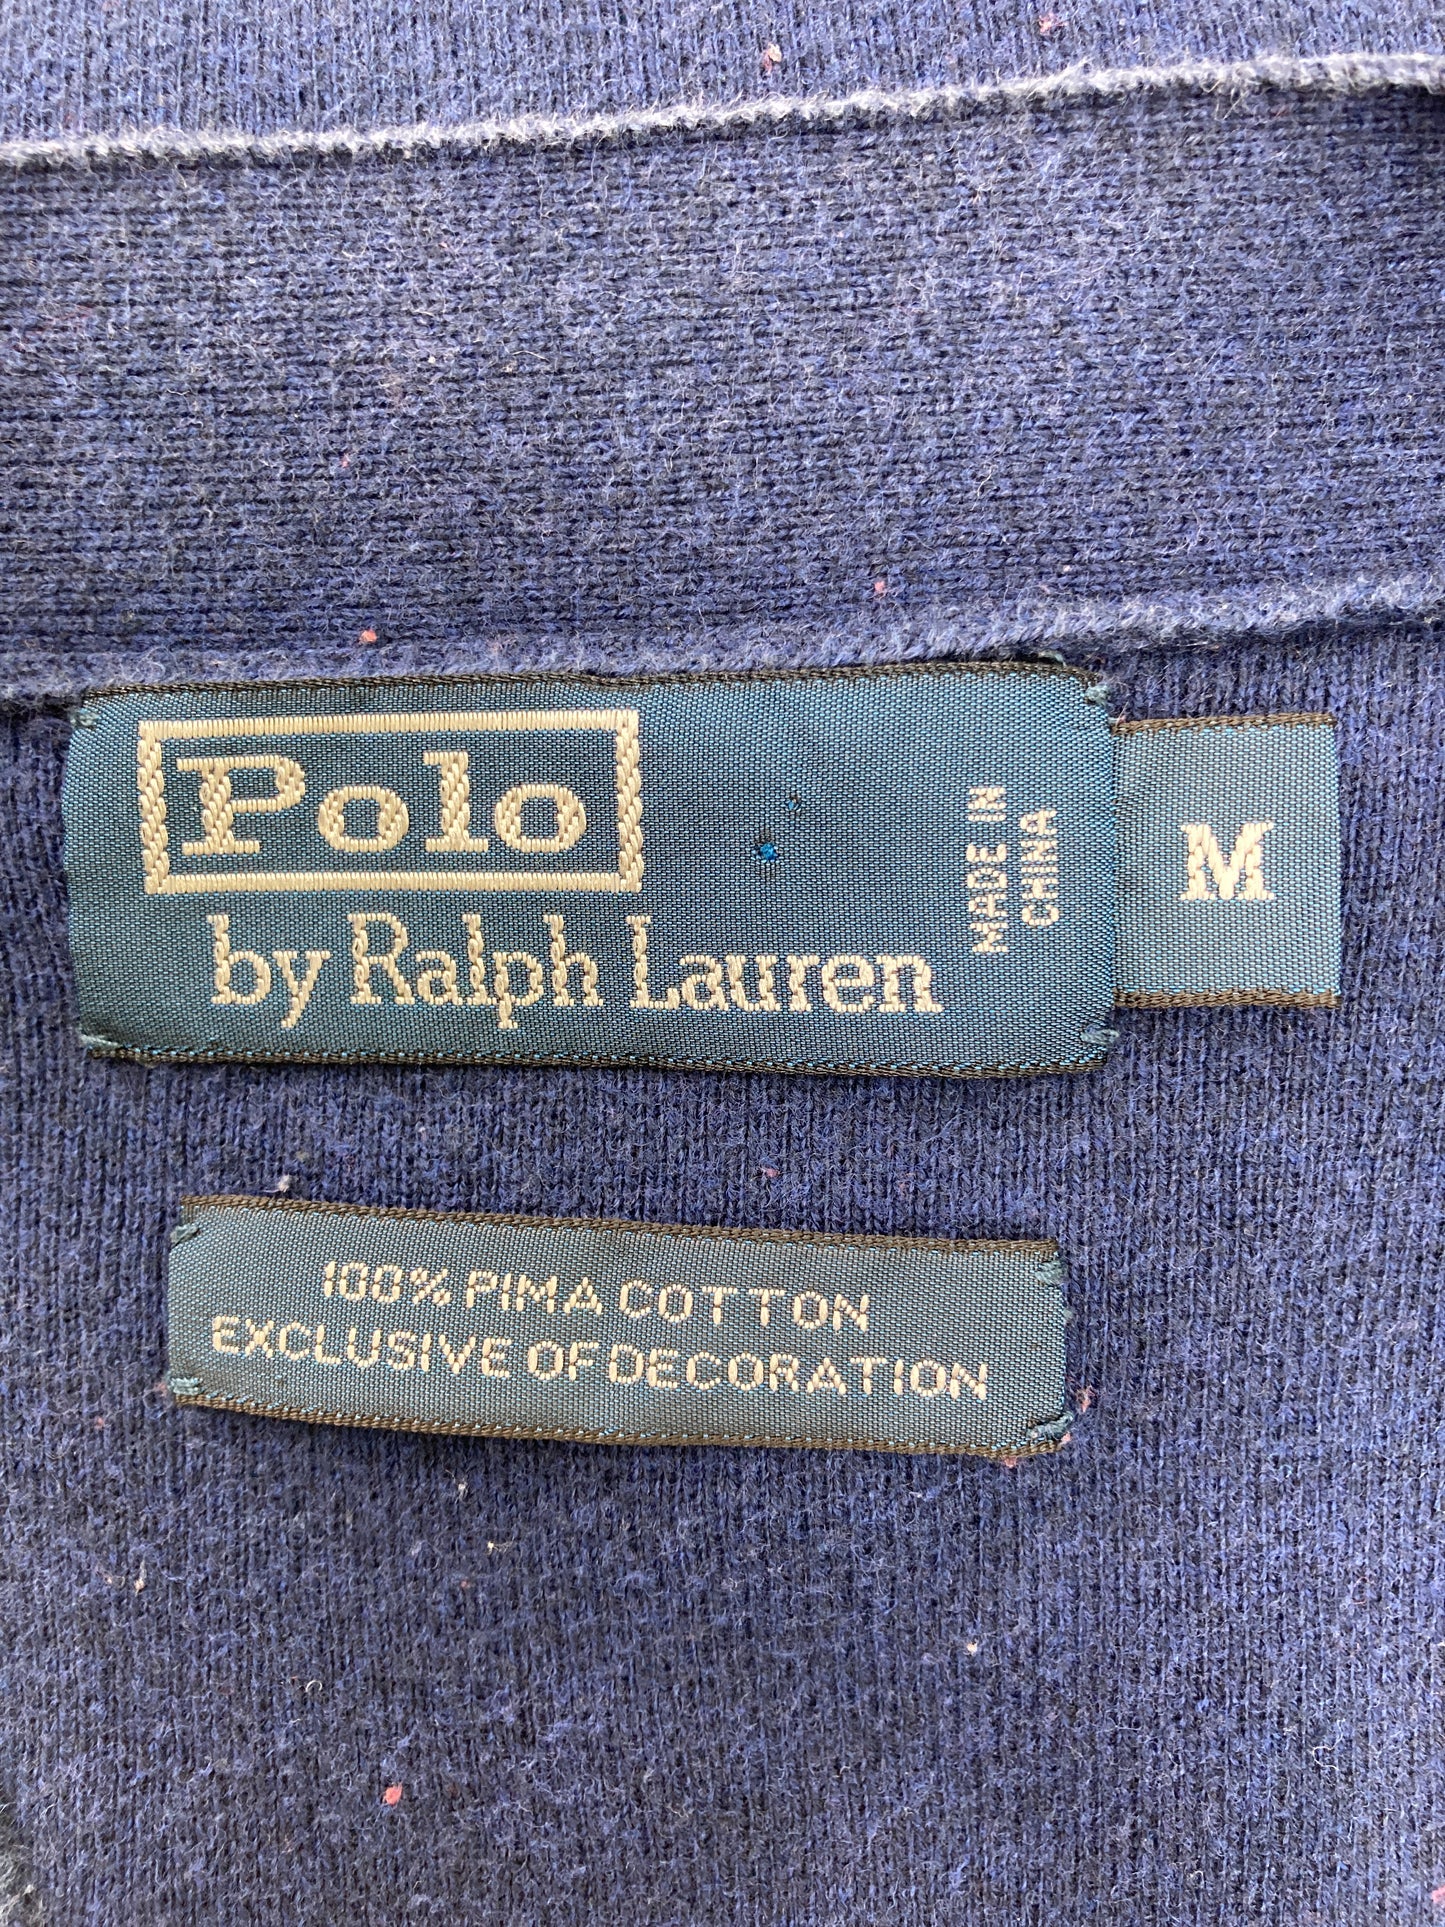 Polo
by Ralph Lauren
MADE IN
CHINA
M
100% PIMA COTTON
EXCLUSIVE OF DECORATION